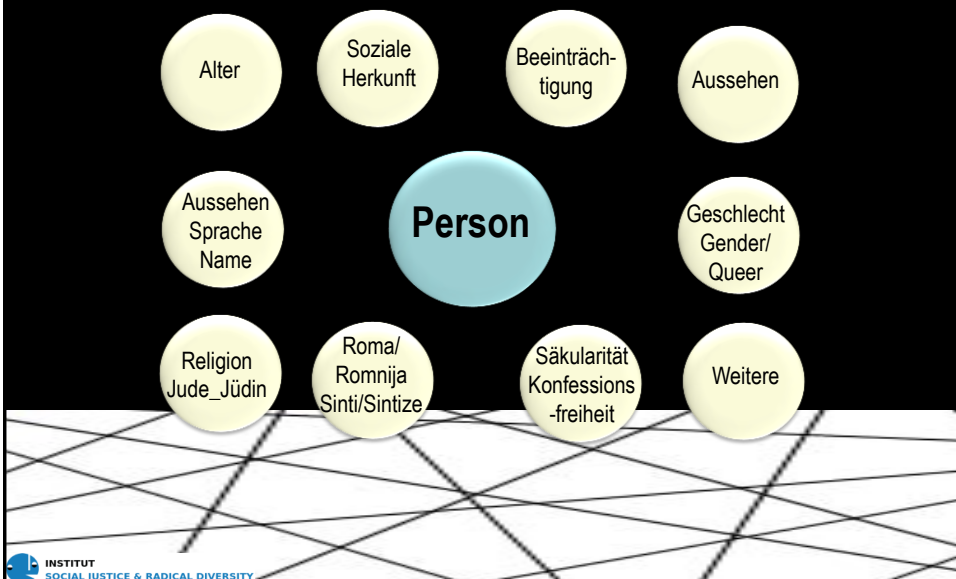 Alter
Soziale
Herkunft
Beeinträch-
tigung
Aussehen
Aussehen
Sprache
Name
Person
Geschlecht
Gender/
Queer
Religion
Jude_Jüdin
Roma/
Romnija
Sinti/Sintize
Säkularität
Konfessions
-freiheit
Weitere
INSTITUT
SOCIAL JUSTICE & RADICAL DIVERSITY